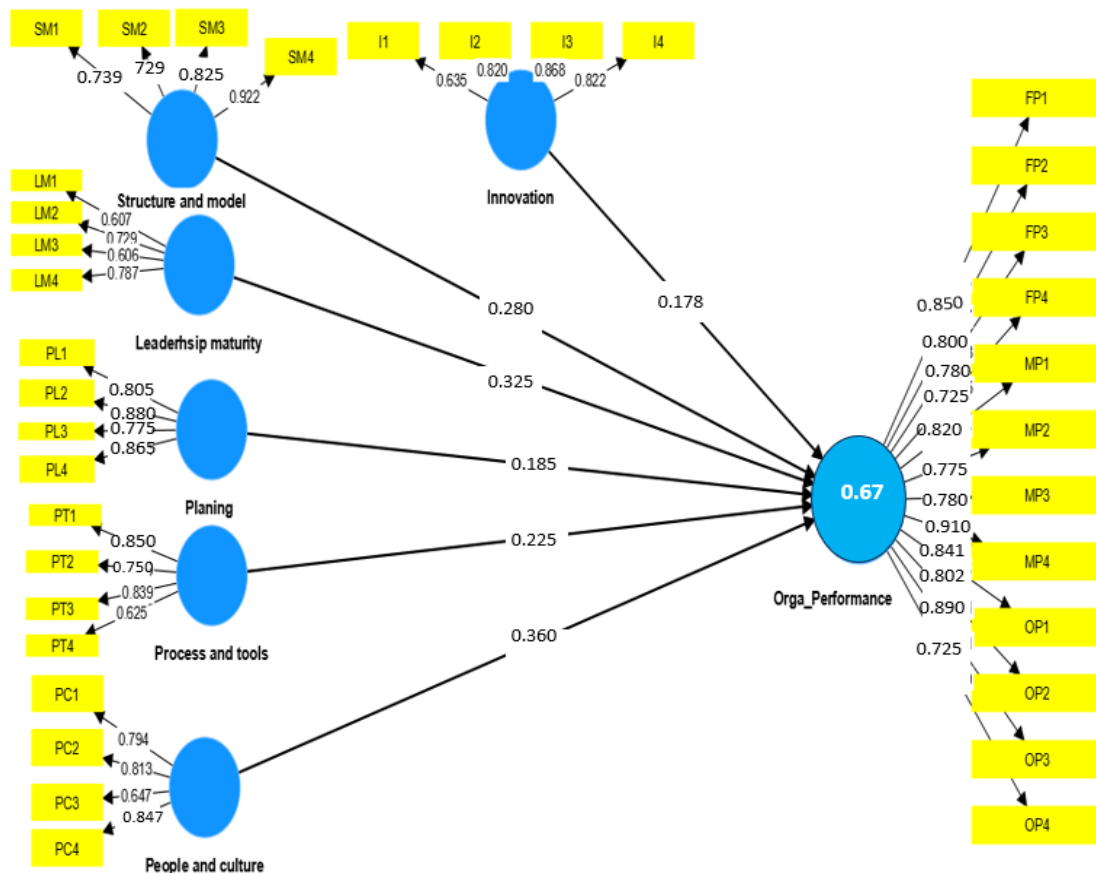 SM1
SM2
SM3
SM4
0.739
729
0.825
0.922
Structure and model
I1
I2
I3
I4
0.635
0.820
0.868
0.822
Innovation
LM1
LM2
LM3
LM4
0.607
0.729
0.606
0.787
Leaderhsip maturity
PL1
PL2
PL3
PL4
0.805
0.880
0.775
0.865
Planing
PT1
PT2
PT3
PT4
0.850
0.750
0.839
0.625
Process and tools
PC1
PC2
PC3
PC4
0.794
0.813
0.647
0.847
People and culture
0.280
0.178
0.325
0.185
0.225
0.360
0.67
Orga_Performance
0.850
0.800
0.780
0.725
0.820
0.775
0.780
0.910
0.841
0.802
0.890
0.725
FP1
FP2
FP3
FP4
MP1
MP2
MP3
MP4
OP1
OP2
OP3
OP4